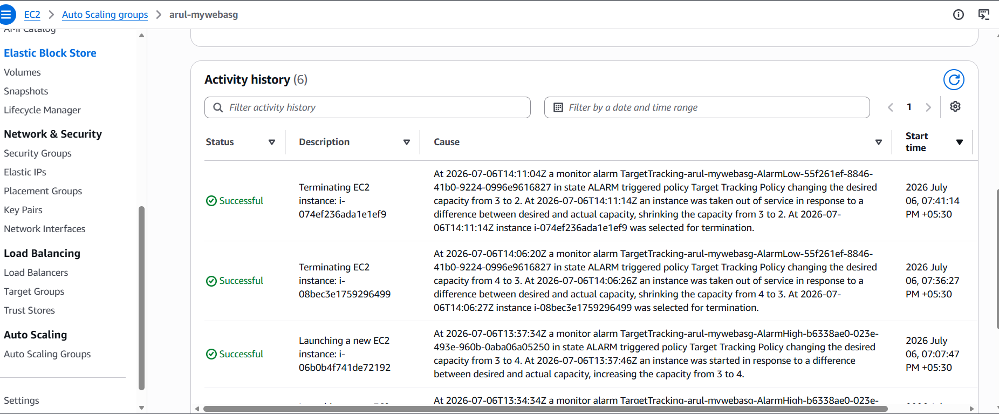 EC2 > Auto Scaling groups > arul-mywebasg
AMI Catalog
Elastic Block Store
Volumes
Snapshots
Lifecycle Manager
Network & Security
Security Groups
Elastic IPs
Placement Groups
Key Pairs
Network Interfaces
Load Balancing
Load Balancers
Target Groups
Trust Stores
Auto Scaling
Auto Scaling Groups
Settings
Activity history (6)
Filter activity history
Filter by a date and time range
1
Status
Description
Cause
Start
time
Successful
Terminating EC2
instance: i-
074ef236ada1e1ef9
At 2026-07-06T14:11:04Z a monitor alarm TargetTracking-arul-mywebasg-AlarmLow-55f261ef-8846-
41b0-9224-0996e9616827 in state ALARM triggered policy Target Tracking Policy changing the desired
capacity from 3 to 2. At 2026-07-06T14:11:14Z an instance was taken out of service in response to a
difference between desired and actual capacity, shrinking the capacity from 3 to 2. At 2026-07-
06T14:11:14Z instance i-074ef236ada1e1ef9 was selected for termination.
2026 July
06, 07:41:14
PM +05:30
Successful
Terminating EC2
instance: i-
08bec3e1759296499
At 2026-07-06T14:06:20Z a monitor alarm TargetTracking-arul-mywebasg-AlarmLow-55f261ef-8846-
41b0-9224-0996e9616827 in state ALARM triggered policy Target Tracking Policy changing the desired
capacity from 4 to 3. At 2026-07-06T14:06:26Z an instance was taken out of service in response to a
difference between desired and actual capacity, shrinking the capacity from 4 to 3. At 2026-07-
06T14:06:27Z instance i-08bec3e1759296499 was selected for termination.
2026 July
06, 07:36:27
PM +05:30
Successful
Launching a new EC2
instance: i-
06b0b4f741de72192
At 2026-07-06T13:37:34Z a monitor alarm TargetTracking-arul-mywebasg-AlarmHigh-b6338ae0-023e-
493e-960b-0aba06a05250 in state ALARM triggered policy Target Tracking Policy changing the desired
capacity from 3 to 4. At 2026-07-06T13:37:46Z an instance was started in response to a difference
between desired and actual capacity, increasing the capacity from 3 to 4.
2026 July
06, 07:07:47
PM +05:30
At 2026-07-06T13:34:34Z a monitor alarm TargetTracking-arul-mywebasg-AlarmHigh-b6338ae0-023e-